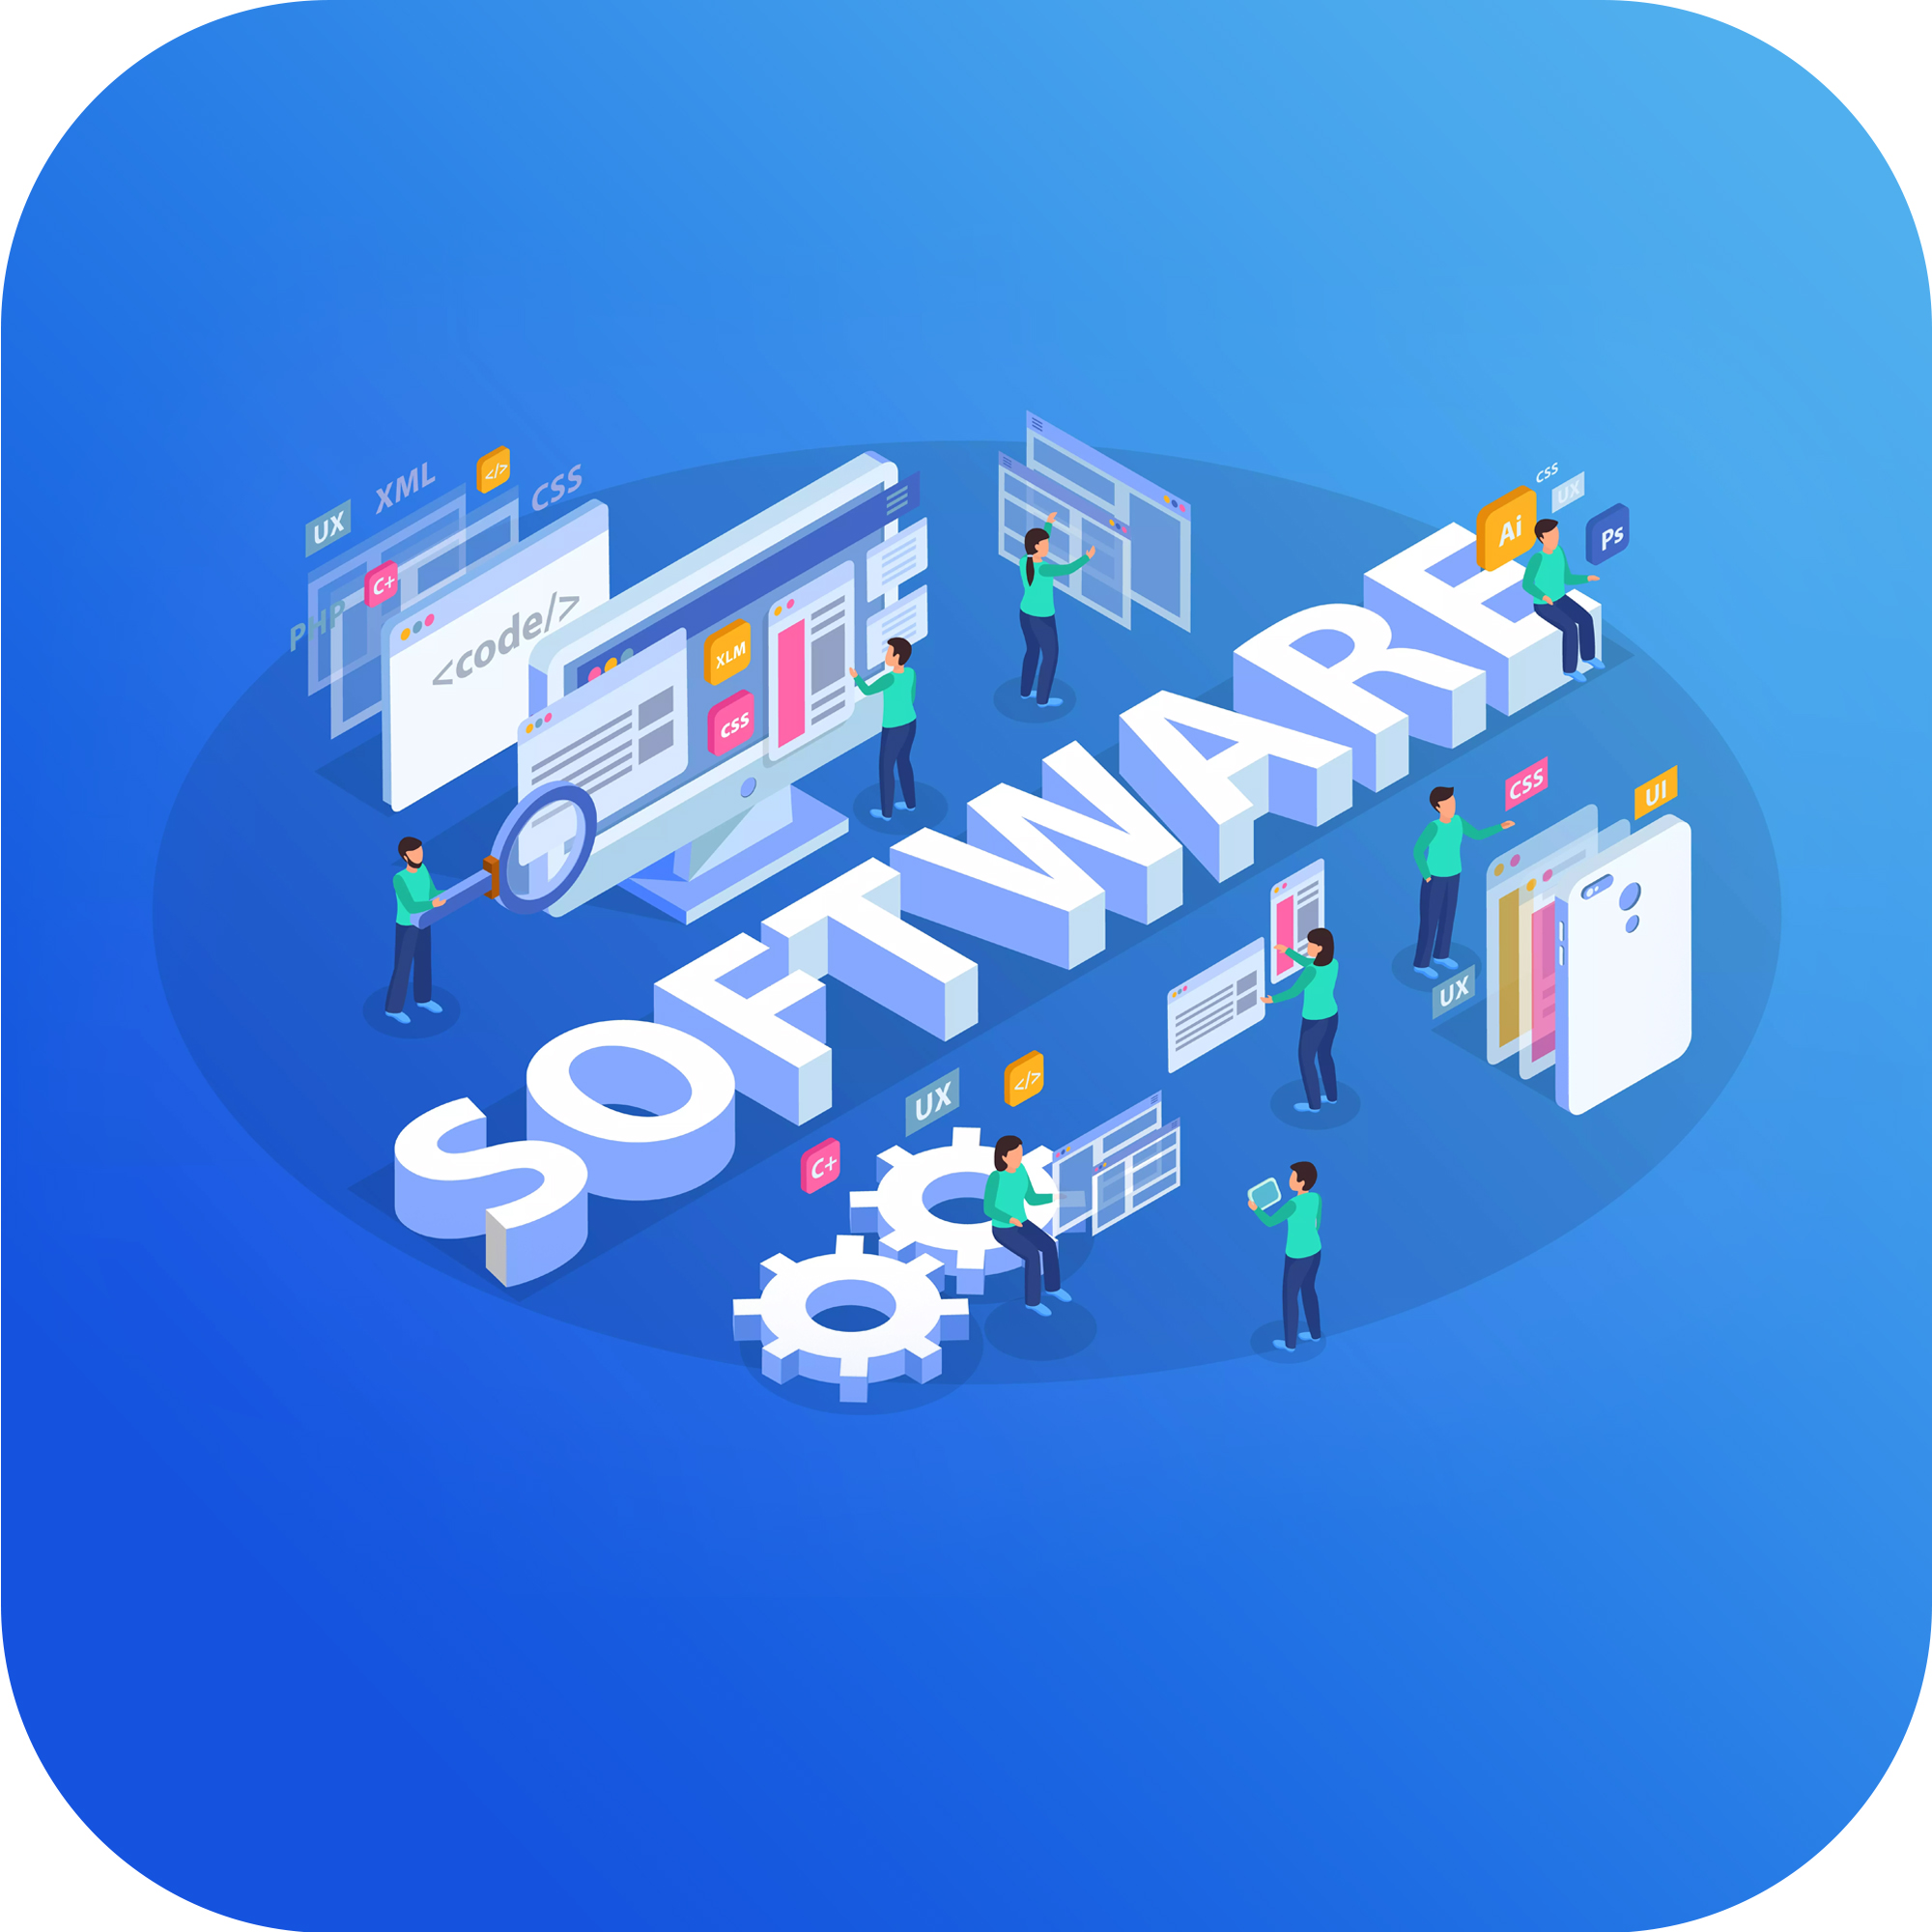 XML
</>
CSS
UX
C+
PHP
<code/>
XLM
CSS
CSS
UX
Ai
Ps
SOFTWARE
CSS
UI
UX
UX
</>
C+